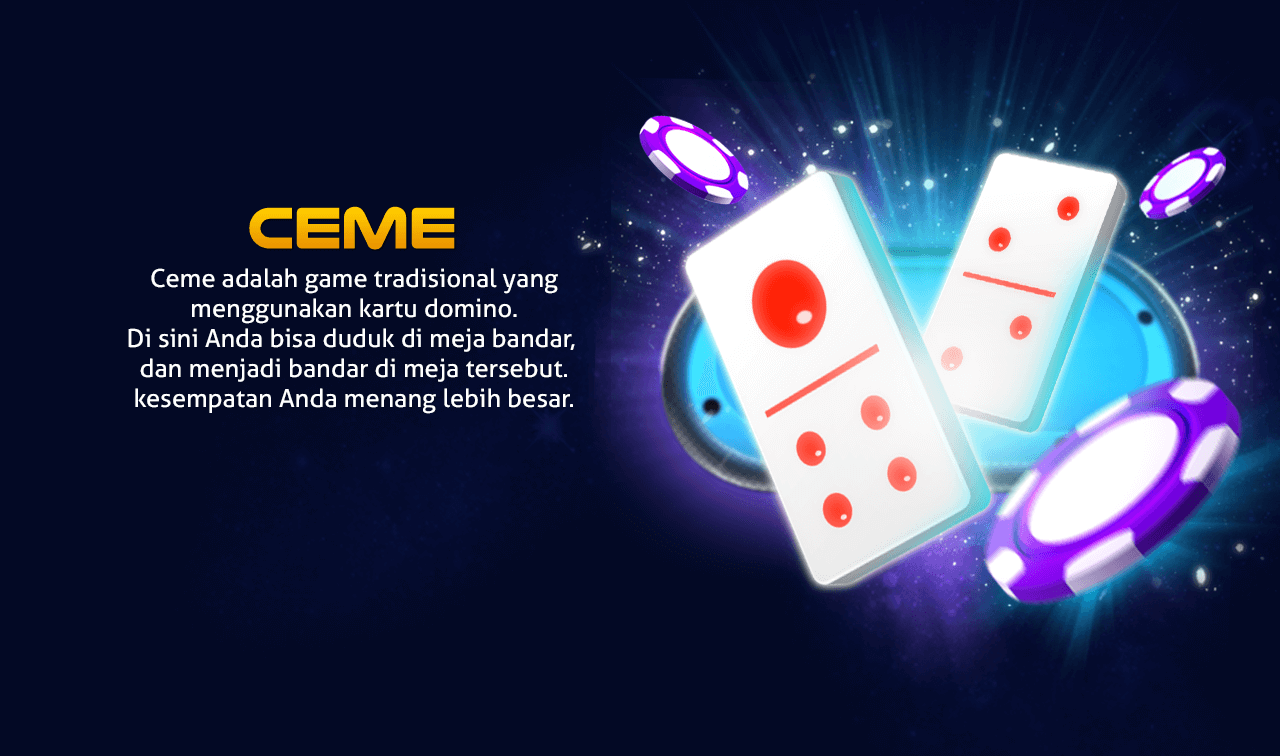 CEME
Ceme adalah game tradisional yang
menggunakan kartu domino.
Di sini Anda bisa duduk di meja bandar,
dan menjadi bandar di meja tersebut.
kesempatan Anda menang lebih besar.